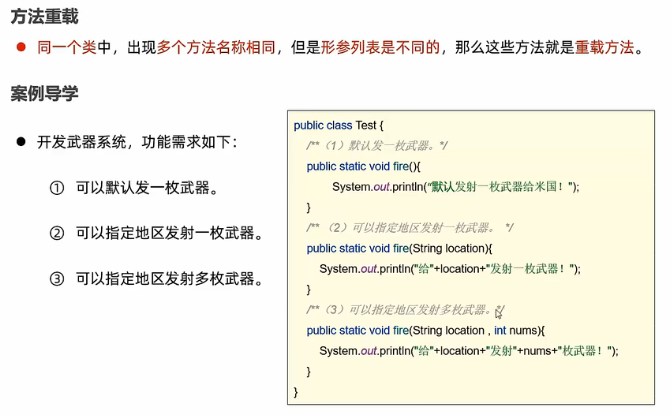 方法重载
● 同一个类中，出现多个方法名称相同，但是形参列表是不同的，那么这些方法就是重载方法。
案例导学
● 开发武器系统，功能需求如下：
① 可以默认发一枚武器。
② 可以指定地区发射一枚武器。
③ 可以指定地区发射多枚武器。
public class Test {
/**（1）默认发一枚武器。*/
public static void fire(){
System.out.println("默认发射一枚武器给米国！");
}
/** （2）可以指定地区发射一枚武器。 */
public static void fire(String location){
System.out.println("给"+location+"发射一枚武器！");
}
/**（3）可以指定地区发射多枚武器。*/
public static void fire(String location , int nums){
System.out.println("给"+location+"发射"+nums+"枚武器！");
}
}